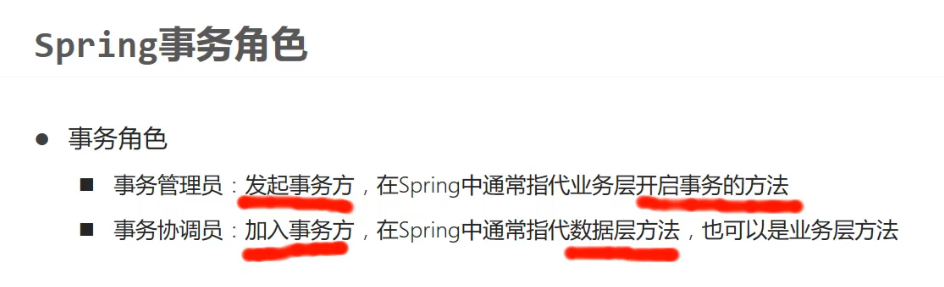 Spring事务角色
● 事务角色
■ 事务管理员：发起事务方，在Spring中通常指代业务层开启事务的方法
■ 事务协调员：加入事务方，在Spring中通常指代数据层方法，也可以是业务层方法